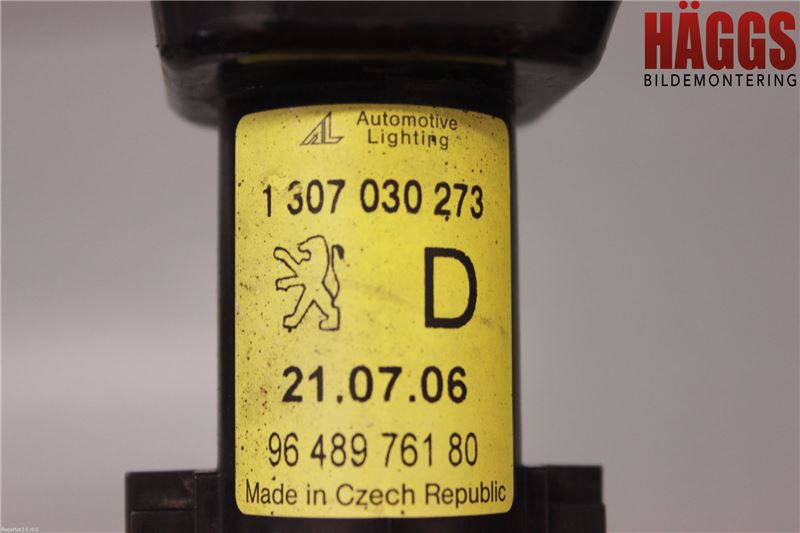 HÄGGS
BILDEMONTERING
AL Automotive
Lighting
1 307 030 273
D
21.07.06
96 489 761 80
Made in Czech Republic